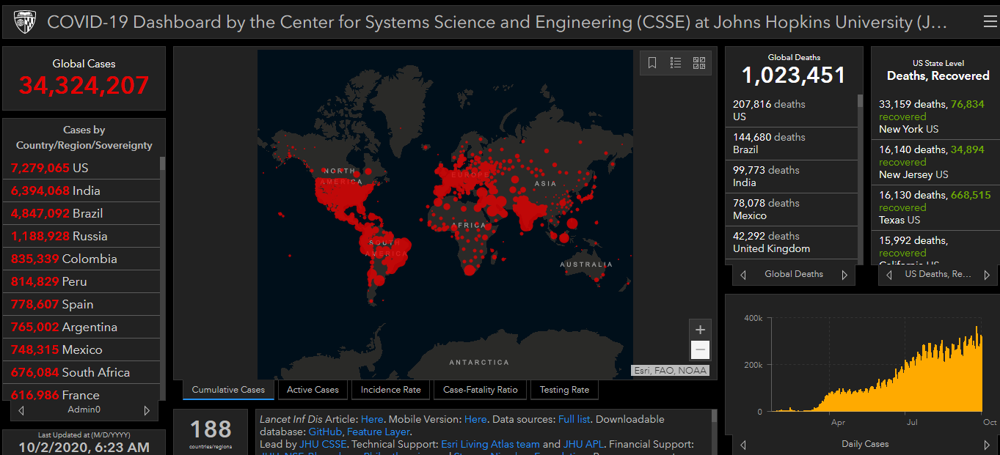 COVID-19 Dashboard by the Center for Systems Science and Engineering (CSSE) at Johns Hopkins University (J...
Global Cases
34,324,207
Cases by
Country/Region/Sovereignty
7,279,065 US
6,394,068 India
4,847,092 Brazil
1,188,928 Russia
835,339 Colombia
814,829 Peru
778,607 Spain
765,002 Argentina
748,315 Mexico
676,084 South Africa
616,986 France
Admin0
Last Updated at (M/D/YYYY)
10/2/2020, 6:23 AM
NORTH
AMERICA
SOUTH
AMERICA
EUROPE
AFRICA
ASIA
AUSTRALIA
ANTARCTICA
Esri, FAO, NOAA
Cumulative Cases
Active Cases
Incidence Rate
Case-Fatality Ratio
Testing Rate
188
countries/regions
Lancet Inf Dis Article: Here. Mobile Version: Here. Data sources: Full list. Downloadable
database: GitHub, Feature Layer.
Lead by JHU CSSE. Technical Support: Esri Living Atlas team and JHU APL. Financial Support:
Global Deaths
1,023,451
207,816 deaths
US
144,680 deaths
Brazil
99,773 deaths
India
78,078 deaths
Mexico
42,292 deaths
United Kingdom
Global Deaths
US State Level
Deaths, Recovered
33,159 deaths, 76,834
recovered
New York US
16,140 deaths, 34,894
recovered
New Jersey US
16,130 deaths, 668,515
recovered
Texas US
15,992 deaths,
recovered
California US
US Deaths, Re...
400k
200k
0
Apr
Jul
Oct
Daily Cases